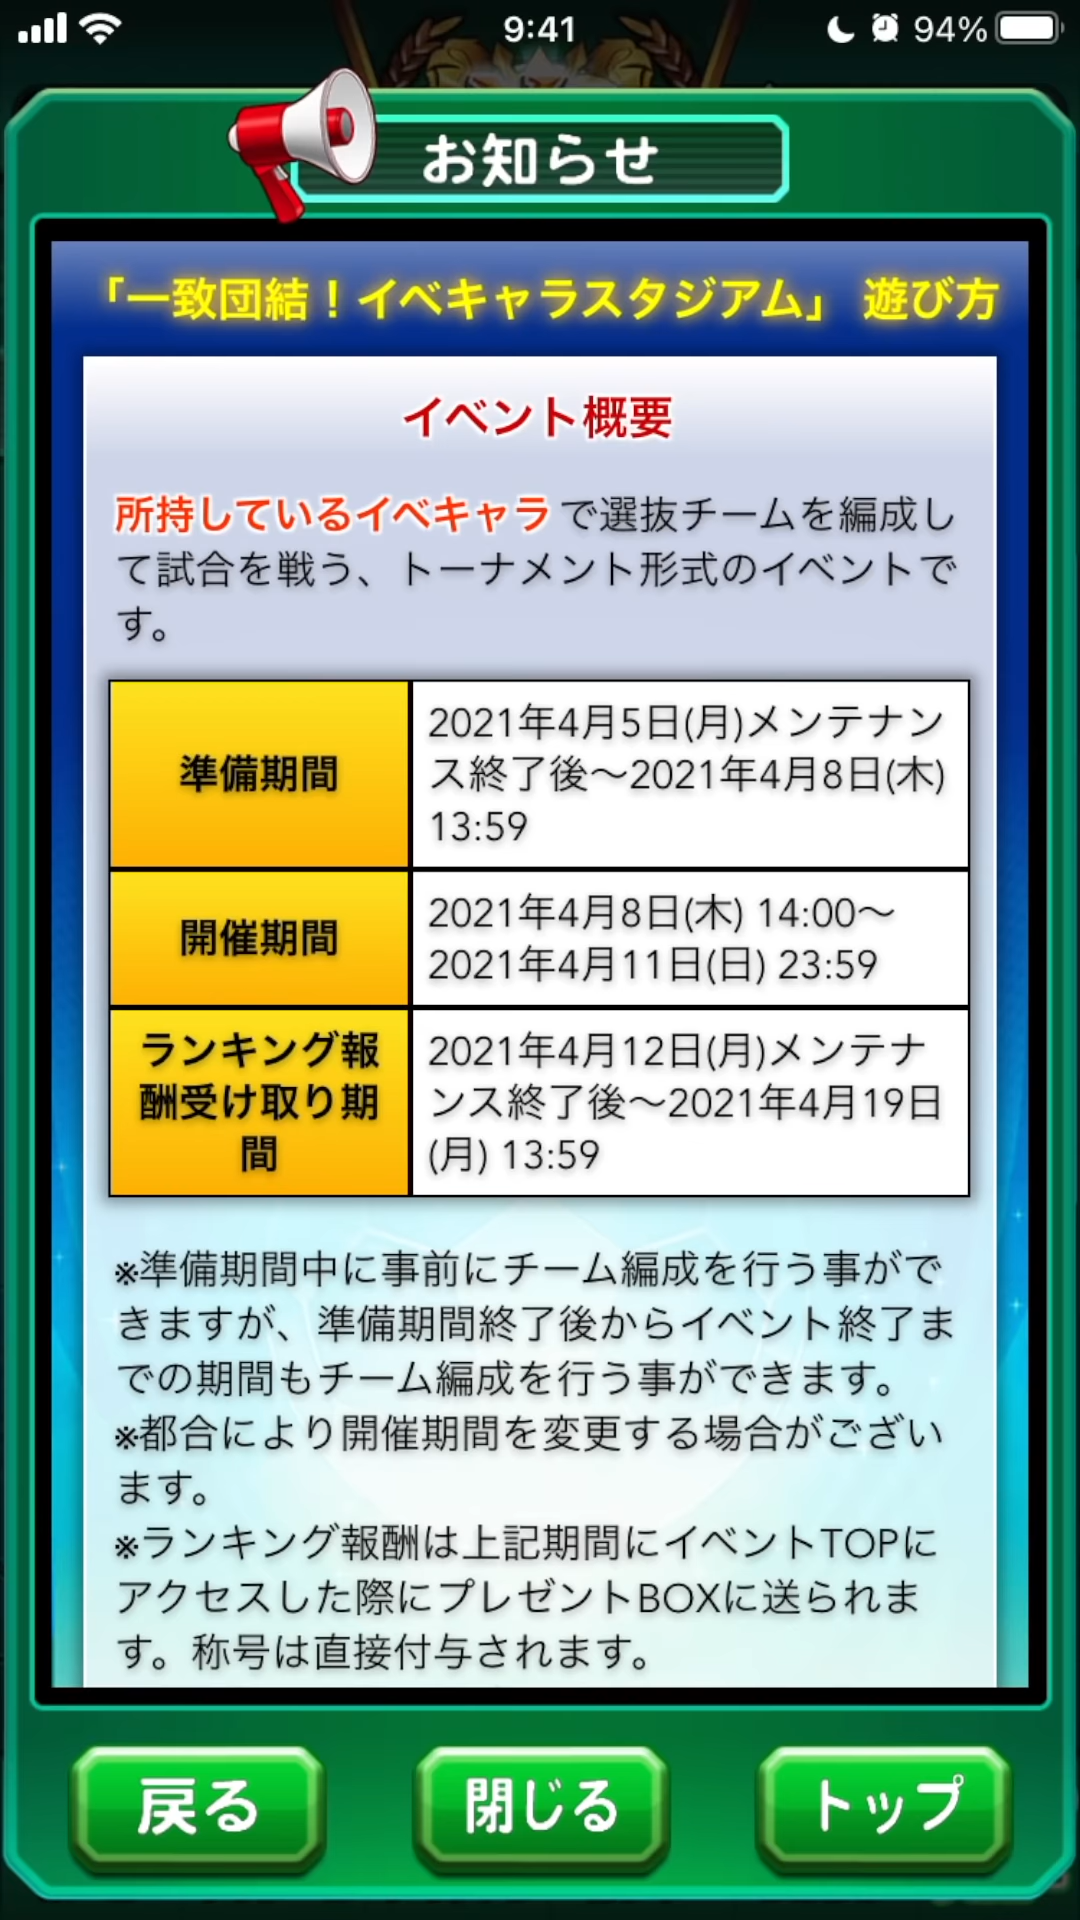 9:41
94%
お知らせ
「一致団結！イベキャラスタジアム」 遊び方
イベント概要
所持しているイベキャラで選抜チームを編成し
て試合を戦う、トーナメント形式のイベントで
す。
準備期間
2021年4月5日(月)メンテナン
ス終了後～2021年4月8日(木)
13:59
開催期間
2021年4月8日(木) 14:00～
2021年4月11日(日) 23:59
ランキング報
酬受け取り期
間
2021年4月12日(月)メンテナ
ンス終了後～2021年4月19日
(月) 13:59
※準備期間中に事前にチーム編成を行う事がで
きますが、準備期間終了後からイベント終了ま
での期間もチーム編成を行う事ができます。
※都合により開催期間を変更する場合がござい
ます。
※ランキング報酬は上記期間にイベントTOPに
アクセスした際にプレゼントBOXに送られま
す。称号は直接付与されます。
戻る
閉じる
トップ